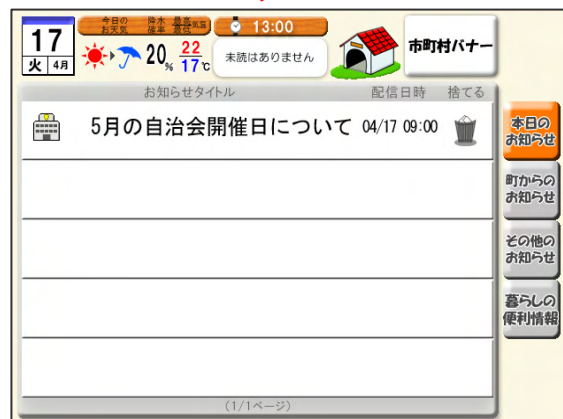 17
火 4月
今日のお天気 降水確率 最高最低気温
20% 22 17℃
13:00
未読はありません
市町村バナー
お知らせタイトル 配信日時 捨てる
5月の自治会開催日について 04/17 09:00
本日のお知らせ
町からのお知らせ
その他のお知らせ
暮らしの便利情報
(1/1ページ)